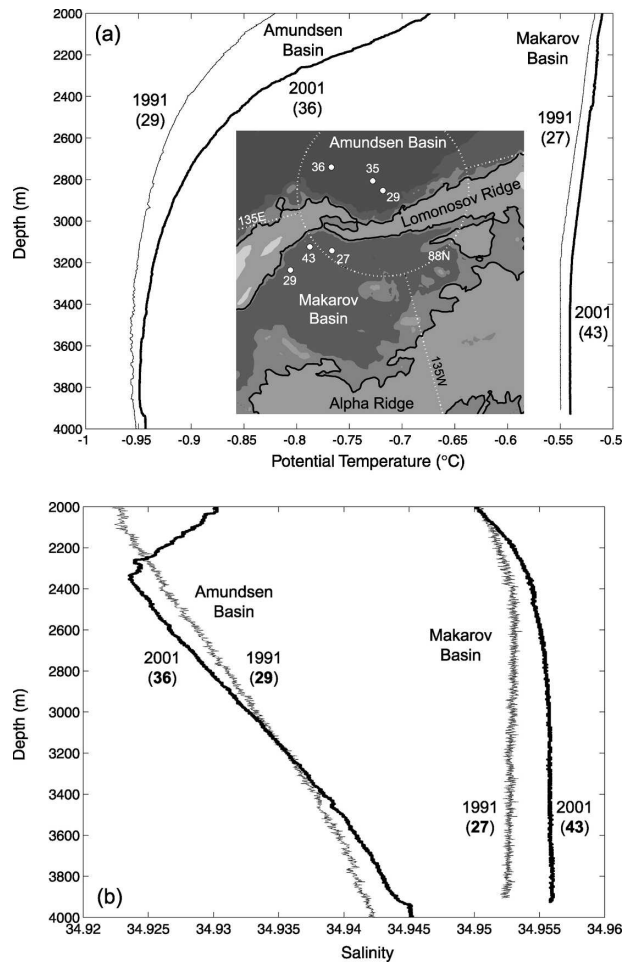 (a)
Amundsen
Basin
Makarov
Basin
1991
(29)
2001
(36)
1991
(27)
2001
(43)
Amundsen Basin
36
35
29
Lomonosov Ridge
135E
43
27
88N
29
Makarov
Basin
135W
Alpha Ridge
Depth (m)
2000
2200
2400
2600
2800
3000
3200
3400
3600
3800
4000
-1 -0.95 -0.9 -0.85 -0.8 -0.75 -0.7 -0.65 -0.6 -0.55 -0.5
Potential Temperature (°C)
(b)
Amundsen
Basin
2001
(36)
1991
(29)
Makarov
Basin
1991
(27)
2001
(43)
Depth (m)
2000
2200
2400
2600
2800
3000
3200
3400
3600
3800
4000
34.92 34.925 34.93 34.935 34.94 34.945 34.95 34.955 34.96
Salinity